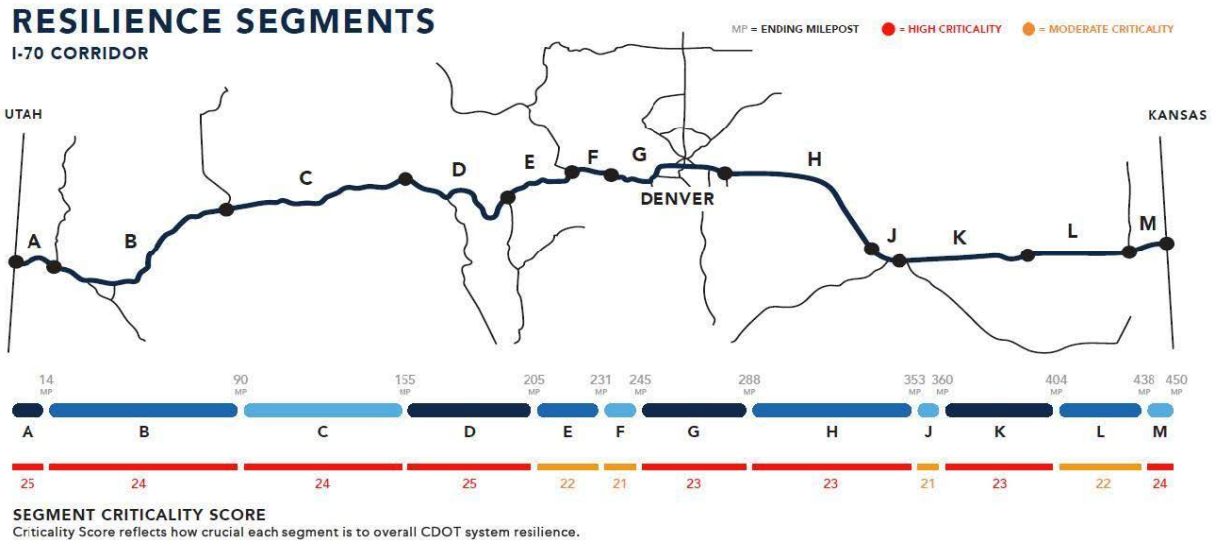 RESILIENCE SEGMENTS
I-70 CORRIDOR
MP = ENDING MILEPOST = HIGH CRITICALITY = MODERATE CRITICALITY
UTAH
KANSAS
A B C D E F G H J K L M
DENVER
14 MP 90 MP 155 MP 205 MP 231 MP 245 MP 288 MP 353 MP 360 MP 404 MP 438 MP 450 MP
A B C D E F G H J K L M
25 24 24 25 22 21 23 23 21 23 22 24
SEGMENT CRITICALITY SCORE
Criticality Score reflects how crucial each segment is to overall CDOT system resilience.